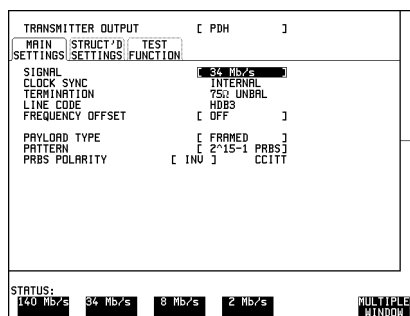 TRANSMITTER OUTPUT [ PDH ]
MAIN SETTINGS STRUCT'D SETTINGS TEST FUNCTION
SIGNAL [ 34 Mb/s ]
CLOCK SYNC INTERNAL
TERMINATION 75Ω UNBAL
LINE CODE HDB3
FREQUENCY OFFSET [ OFF ]
PAYLOAD TYPE [ FRAMED ]
PATTERN [ 2^15-1 PRBS]
PRBS POLARITY [ INV ] CCITT
STATUS:
140 Mb/s 34 Mb/s 8 Mb/s 2 Mb/s MULTIPLE WINDOW